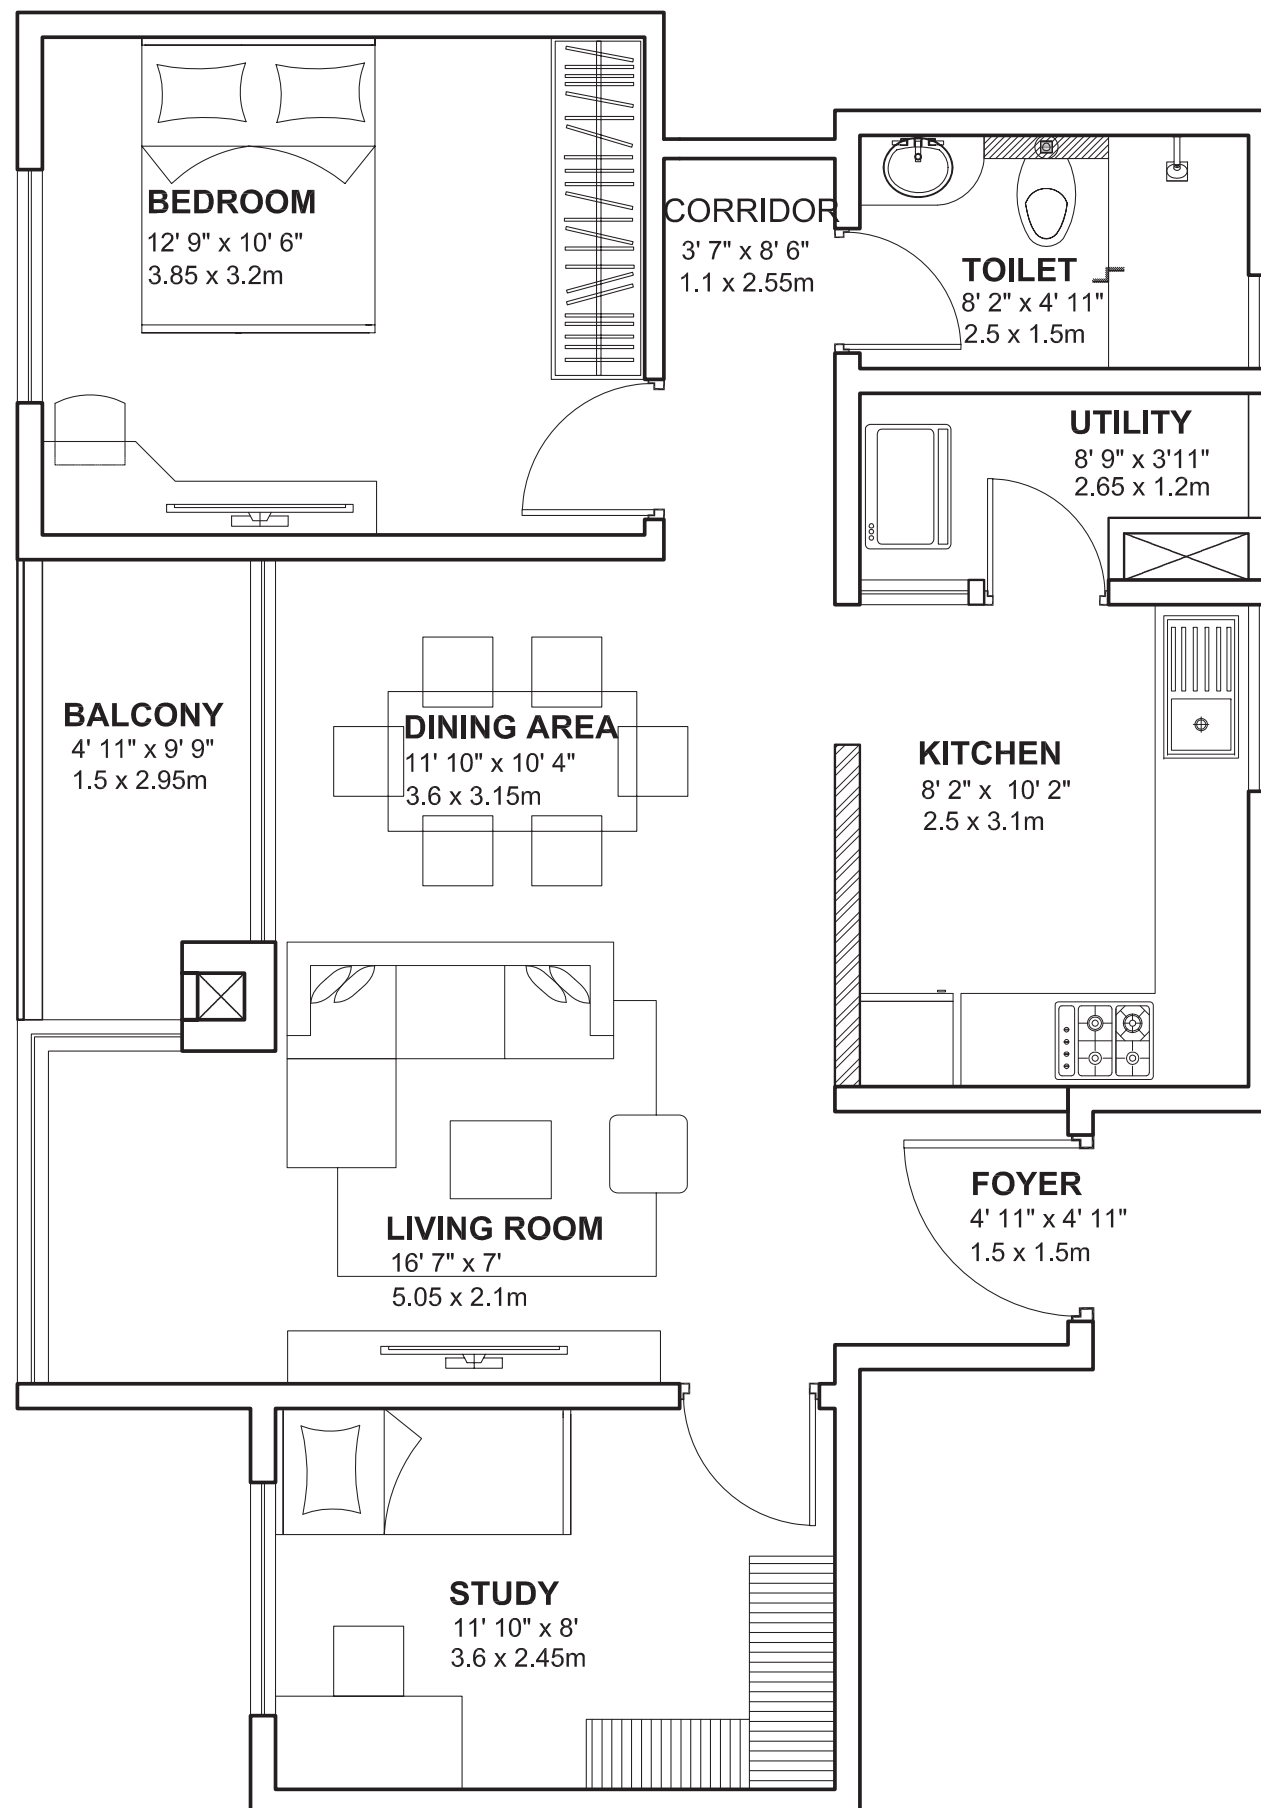 BEDROOM
12' 9" x 10' 6"
3.85 x 3.2m
CORRIDOR
3' 7" x 8' 6"
1.1 x 2.55m
TOILET
8' 2" x 4' 11"
2.5 x 1.5m
UTILITY
8' 9" x 3'11"
2.65 x 1.2m
BALCONY
4' 11" x 9' 9"
1.5 x 2.95m
DINING AREA
11' 10" x 10' 4"
3.6 x 3.15m
KITCHEN
8' 2" x 10' 2"
2.5 x 3.1m
FOYER
4' 11" x 4' 11"
1.5 x 1.5m
LIVING ROOM
16' 7" x 7'
5.05 x 2.1m
STUDY
11' 10" x 8'
3.6 x 2.45m